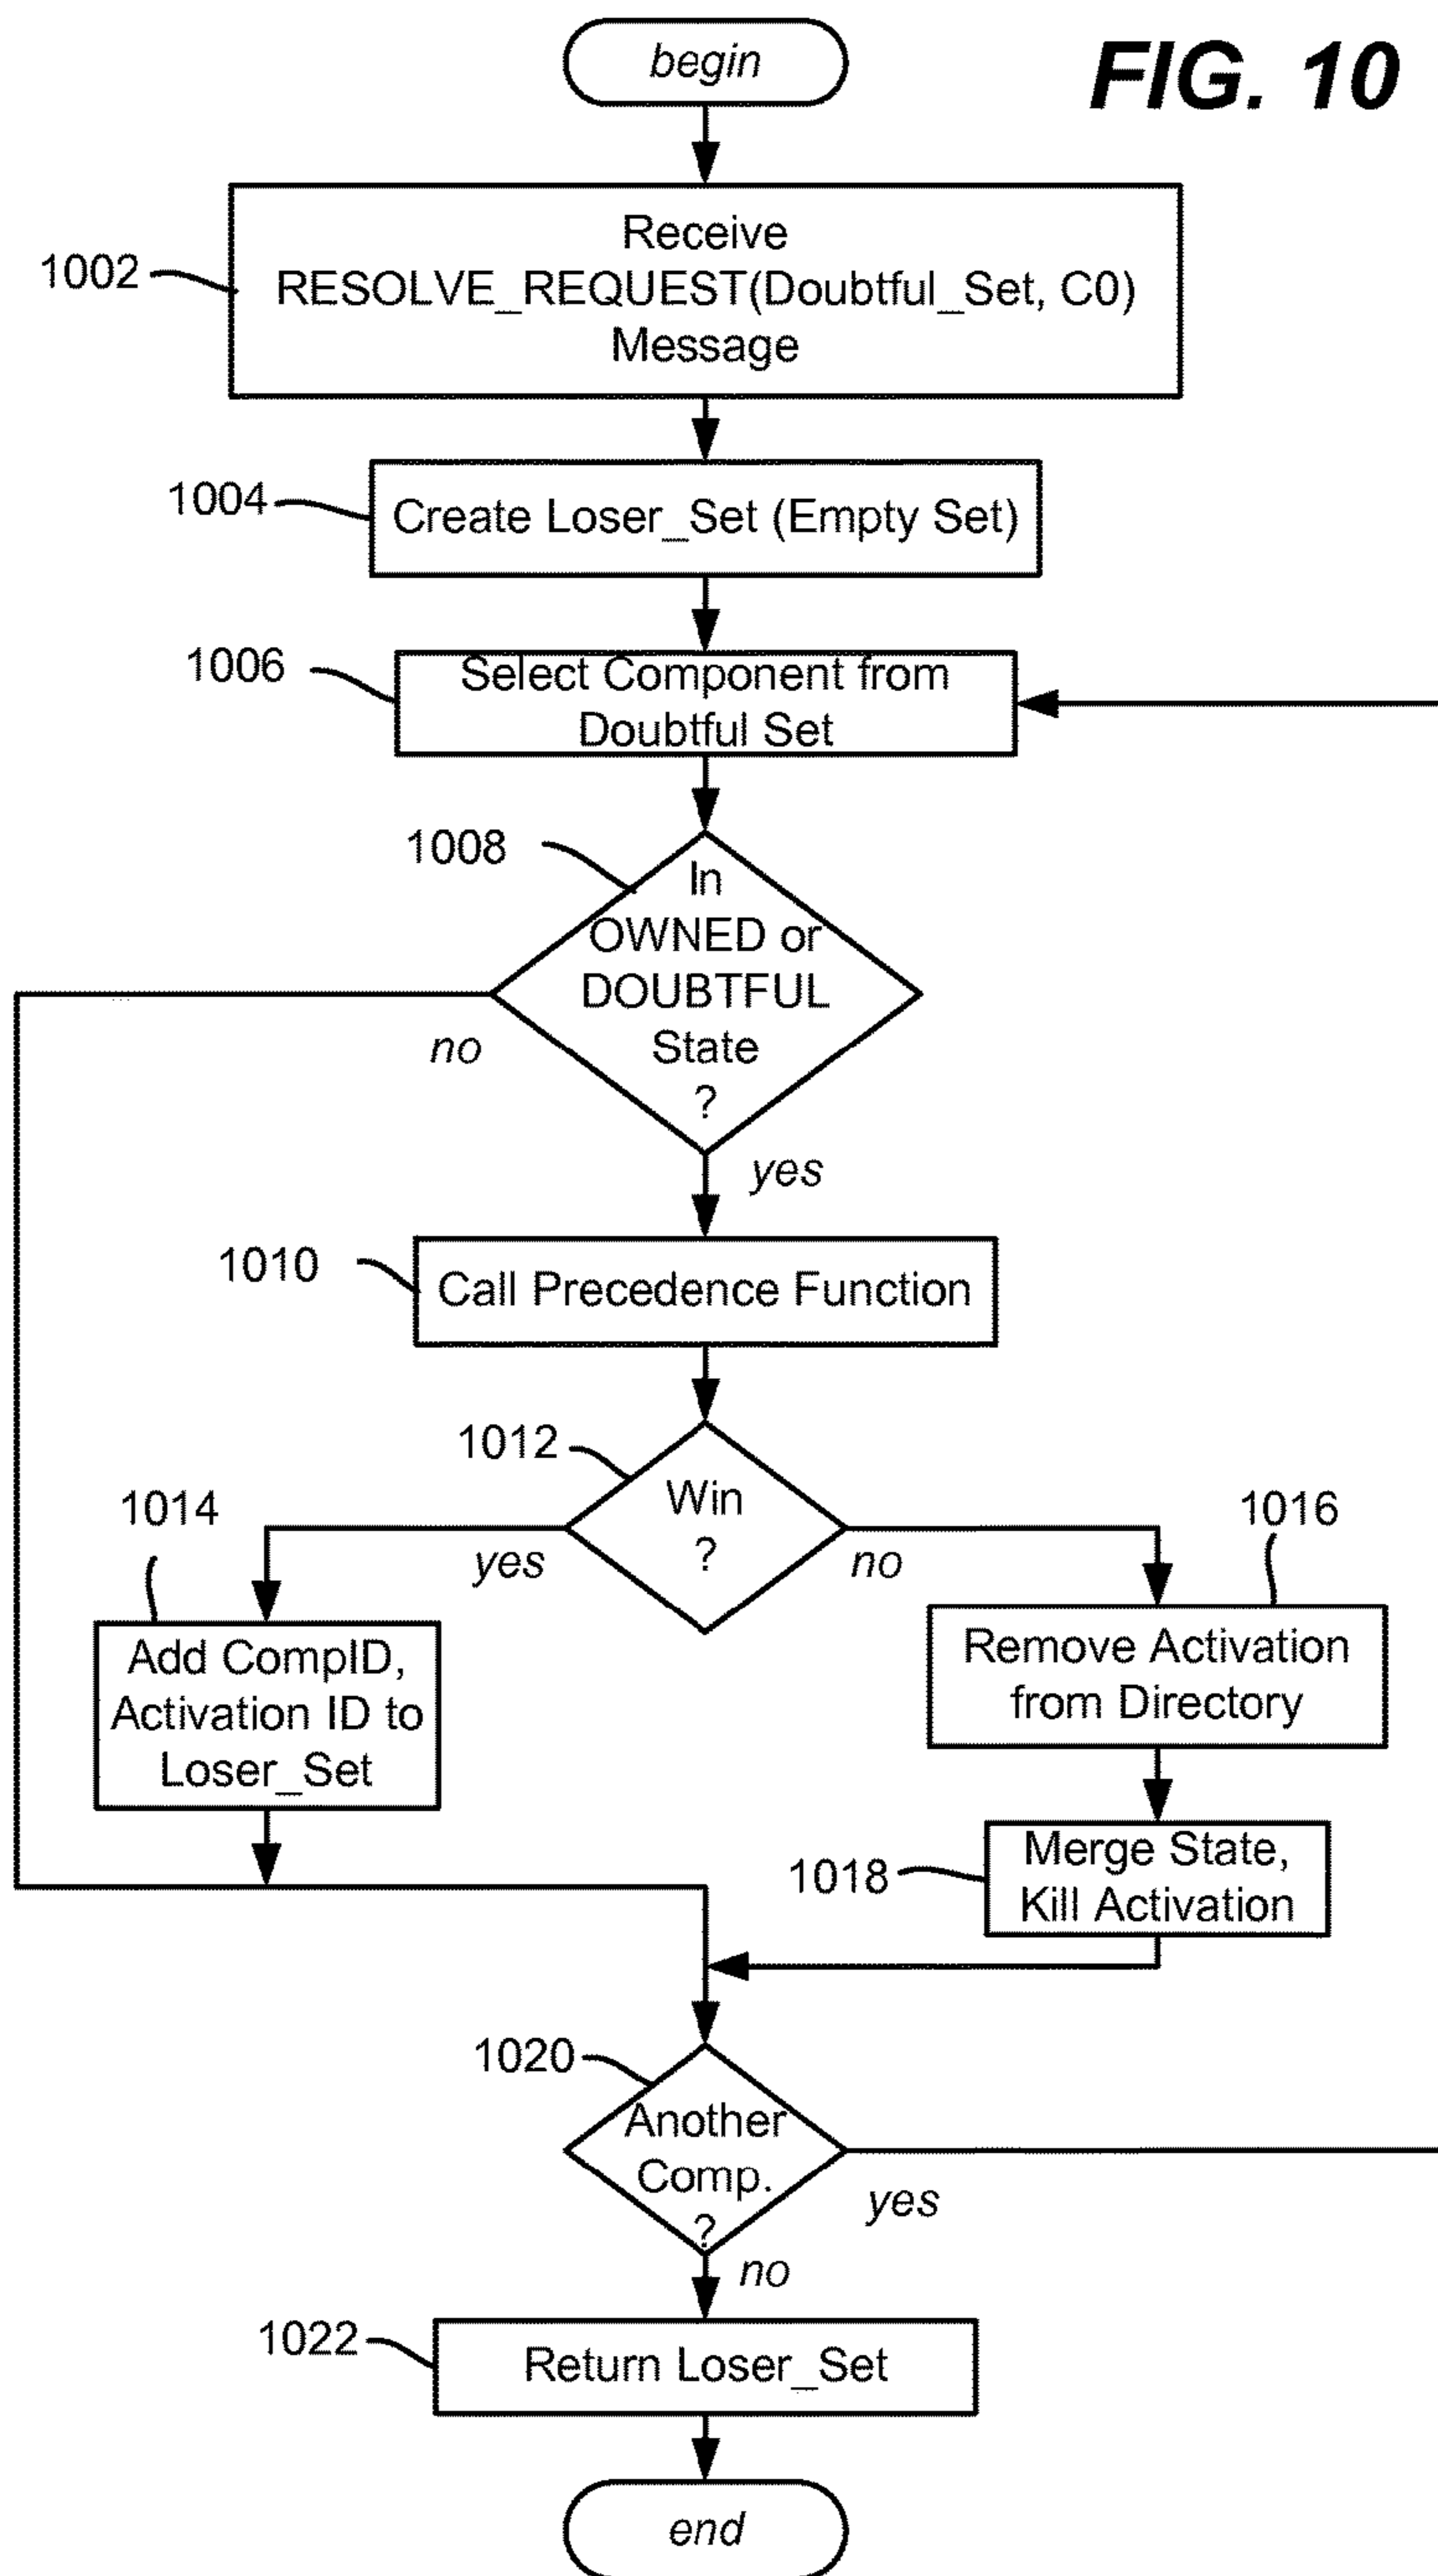 begin
FIG. 10
1002
Receive
RESOLVE_REQUEST(Doubtful_Set, C0)
Message
1004
Create Loser_Set (Empty Set)
1006
Select Component from
Doubtful Set
1008
In
OWNED or
DOUBTFUL
State
?
no
yes
1010
Call Precedence Function
1012
Win
?
yes
no
1014
Add CompID,
Activation ID to
Loser_Set
1016
Remove Activation
from Directory
1018
Merge State,
Kill Activation
1020
Another
Comp.
?
yes
no
1022
Return Loser_Set
end